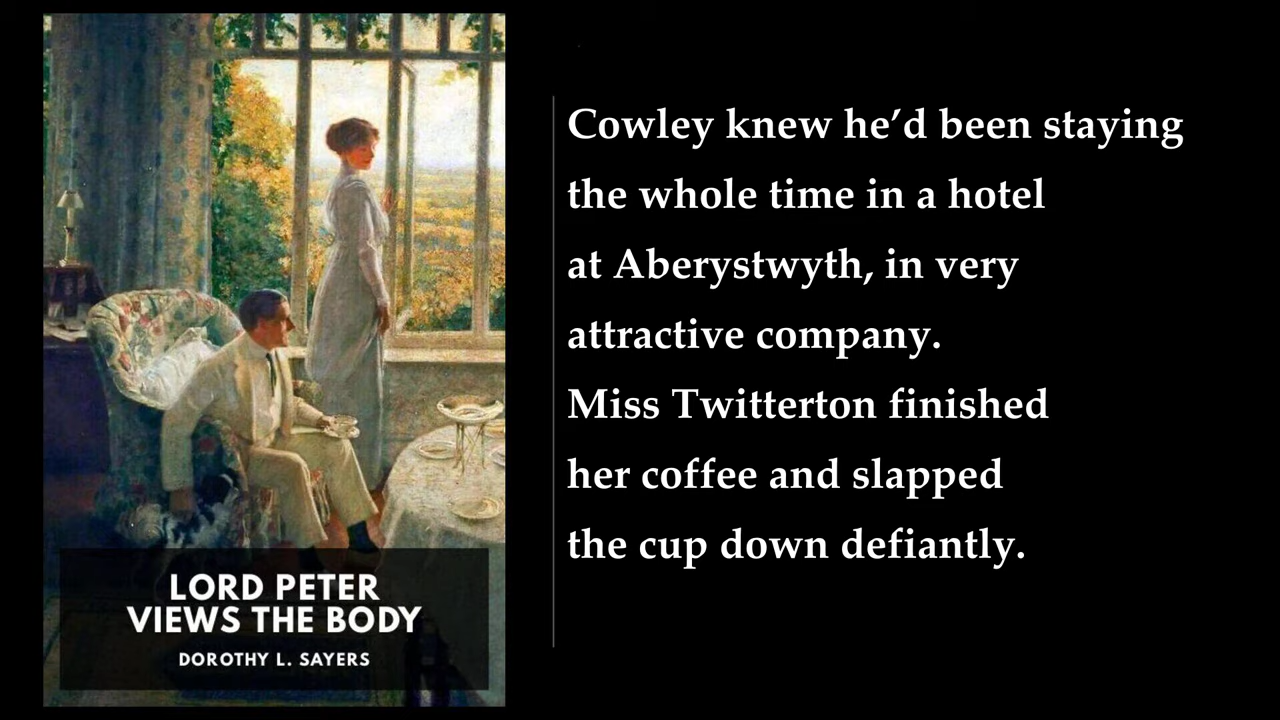 LORD PETER
VIEWS THE BODY
DOROTHY L. SAYERS
Cowley knew he’d been staying
the whole time in a hotel
at Aberystwyth, in very
attractive company.
Miss Twitterton finished
her coffee and slapped
the cup down defiantly.